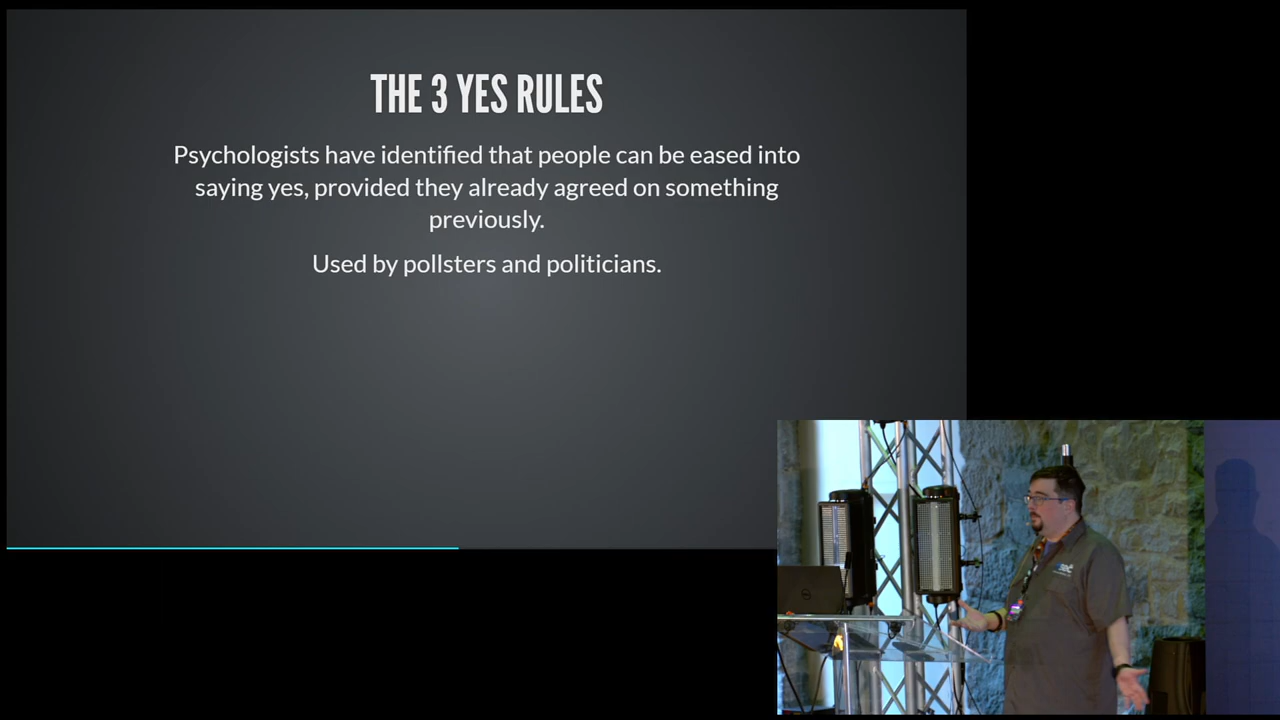 THE 3 YES RULES
Psychologists have identified that people can be eased into
saying yes, provided they already agreed on something
previously.
Used by pollsters and politicians.